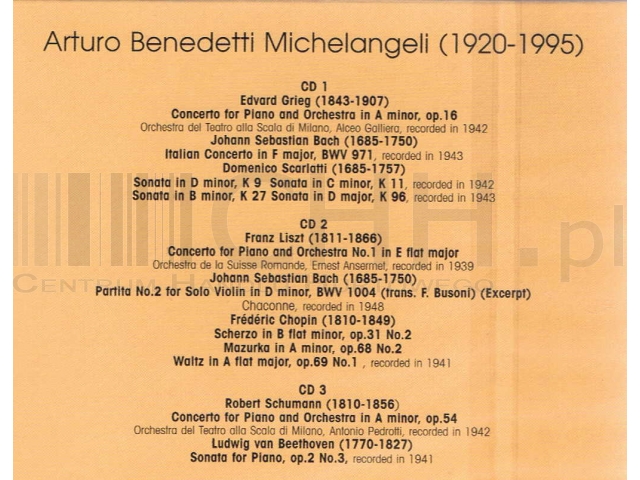 Arturo Benedetti Michelangeli (1920-1995)
CD 1
Edvard Grieg (1843-1907)
Concerto for Piano and Orchestra in A minor, op.16
Orchestra del Teatro alla Scala di Milano, Alceo Galliera, recorded in 1942
Johann Sebastian Bach (1685-1750)
Italian Concerto in F major, BWV 971, recorded in 1943
Domenico Scarlatti (1685-1757)
Sonata in D minor, K 9 Sonata in C minor, K 11, recorded in 1942
Sonata in B minor, K 27 Sonata in D major, K 96, recorded in 1943
CD 2
Franz Liszt (1811-1866)
Concerto for Piano and Orchestra No.1 in E flat major
Orchestra de la Suisse Romande, Ernest Ansermet, recorded in 1939
Johann Sebastian Bach (1685-1750)
Partita No.2 for Solo Violin in D minor, BWV 1004 (trans. F. Busoni) (Excerpt)
Chaconne, recorded in 1948
Frédéric Chopin (1810-1849)
Scherzo in B flat minor, op.31 No.2
Mazurka in A minor, op.68 No.2
Waltz in A flat major, op.69 No.1 , recorded in 1941
CD 3
Robert Schumann (1810-1856)
Concerto for Piano and Orchestra in A minor, op.54
Orchestra del Teatro alla Scala di Milano, Antonio Pedrotti, recorded in 1942
Ludwig van Beethoven (1770-1827)
Sonata for Piano, op.2 No.3, recorded in 1941
.pl
CENTRUM